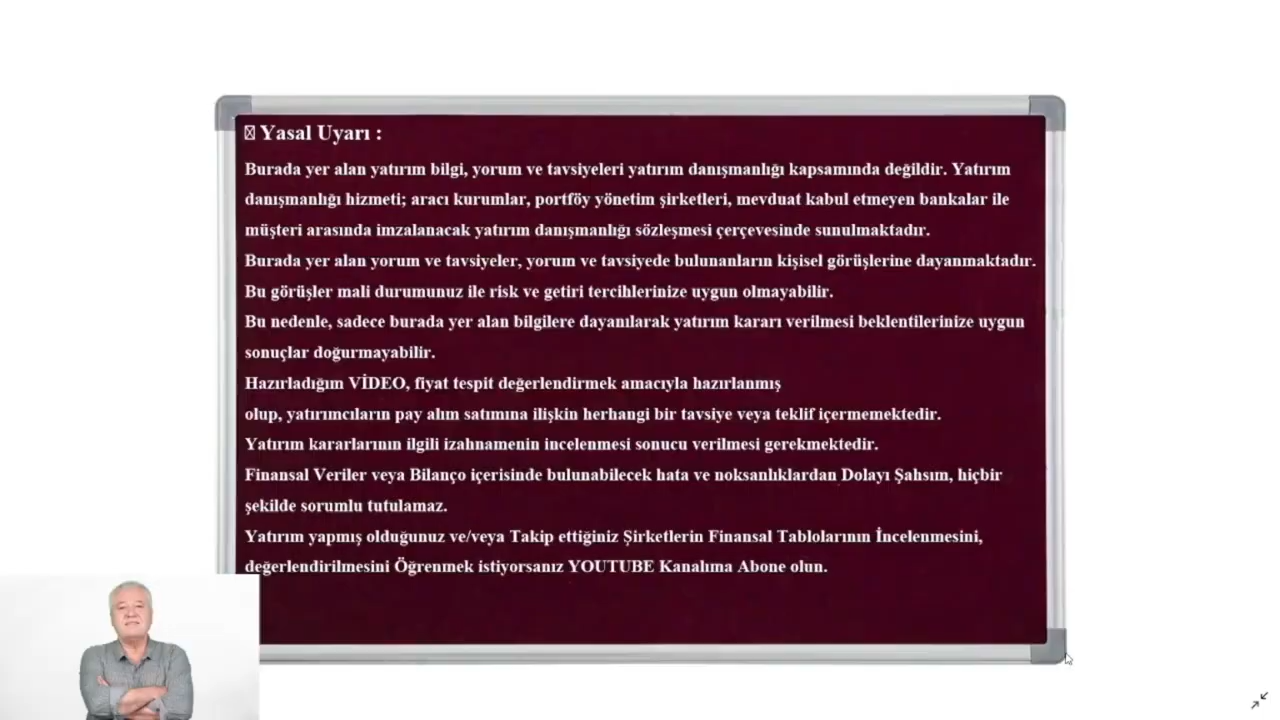 Yasal Uyarı :
Burada yer alan yatırım bilgi, yorum ve tavsiyeleri yatırım danışmanlığı kapsamında değildir. Yatırım
danışmanlığı hizmeti; aracı kurumlar, portföy yönetim şirketleri, mevduat kabul etmeyen bankalar ile
müşteri arasında imzalanacak yatırım danışmanlığı sözleşmesi çerçevesinde sunulmaktadır.
Burada yer alan yorum ve tavsiyeler, yorum ve tavsiyede bulunanların kişisel görüşlerine dayanmaktadır.
Bu görüşler mali durumunuz ile risk ve getiri tercihlerinize uygun olmayabilir.
Bu nedenle, sadece burada yer alan bilgilere dayanılarak yatırım kararı verilmesi beklentilerinize uygun
sonuçlar doğurmayabilir.
Hazırladığım VİDEO, fiyat tespit değerlendirmek amacıyla hazırlanmış
olup, yatırımcıların pay alım satımına ilişkin herhangi bir tavsiye veya teklif içermemektedir.
Yatırım kararlarının ilgili izahnamenin incelenmesi sonucu verilmesi gerekmektedir.
Finansal Veriler veya Bilanço içerisinde bulunabilecek hata ve noksanlıklardan Dolayı Şahsım, hiçbir
şekilde sorumlu tutulamaz.
Yatırım yapmış olduğunuz ve/veya Takip ettiğiniz Şirketlerin Finansal Tablolarının İncelenmesini,
değerlendirilmesini Öğrenmek istiyorsanız YOUTUBE Kanalıma Abone olun.